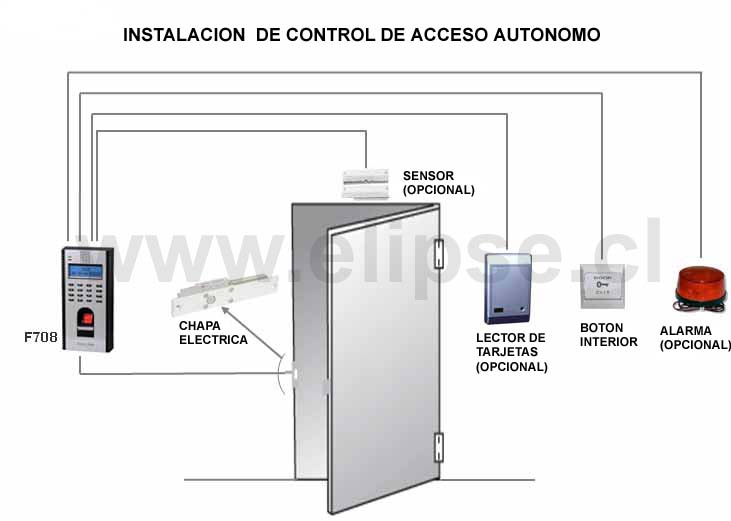 INSTALACION DE CONTROL DE ACCESO AUTONOMO
SENSOR
(OPCIONAL)
www.elipse.cl
F708
CHAPA
ELECTRICA
LECTOR DE
TARJETAS
(OPCIONAL)
BOTON
INTERIOR
ALARMA
(OPCIONAL)